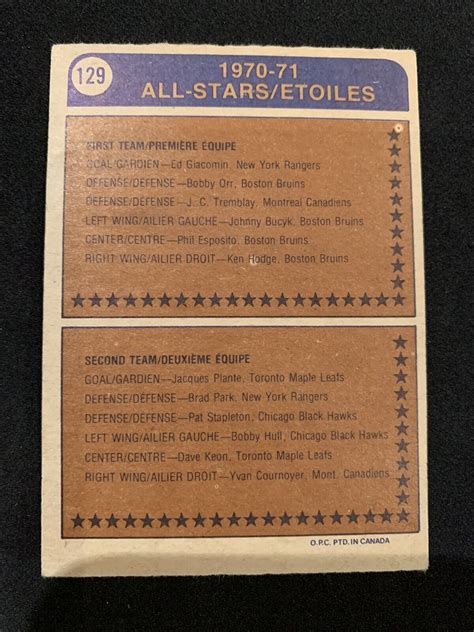 129
1970-71
ALL-STARS/ETOILES
FIRST TEAM/PREMIÈRE ÉQUIPE
GOAL/GARDIEN—Ed Giacomin, New York Rangers
DEFENSE/DEFENSE—Bobby Orr, Boston Bruins
DEFENSE/DEFENSE—J. C. Tremblay, Montreal Canadiens
LEFT WING/AILIER GAUCHE—Johnny Bucyk, Boston Bruins
CENTER/CENTRE—Phil Esposito, Boston Bruins
RIGHT WING/AILIER DROIT—Ken Hodge, Boston Bruins
SECOND TEAM/DEUXIÈME ÉQUIPE
GOAL/GARDIEN—Jacques Plante, Toronto Maple Leafs
DEFENSE/DÉFENSE—Brad Park, New York Rangers
DEFENSE/DÉFENSE—Pat Stapleton, Chicago Black Hawks
LEFT WING/AILIER GAUCHE—Bobby Hull, Chicago Black Hawks
CENTER/CENTRE—Dave Keon, Toronto Maple Leafs
RIGHT WING/AILIER DROIT—Yvan Cournoyer, Mont. Canadiens
O.P.C. PTD. IN CANADA